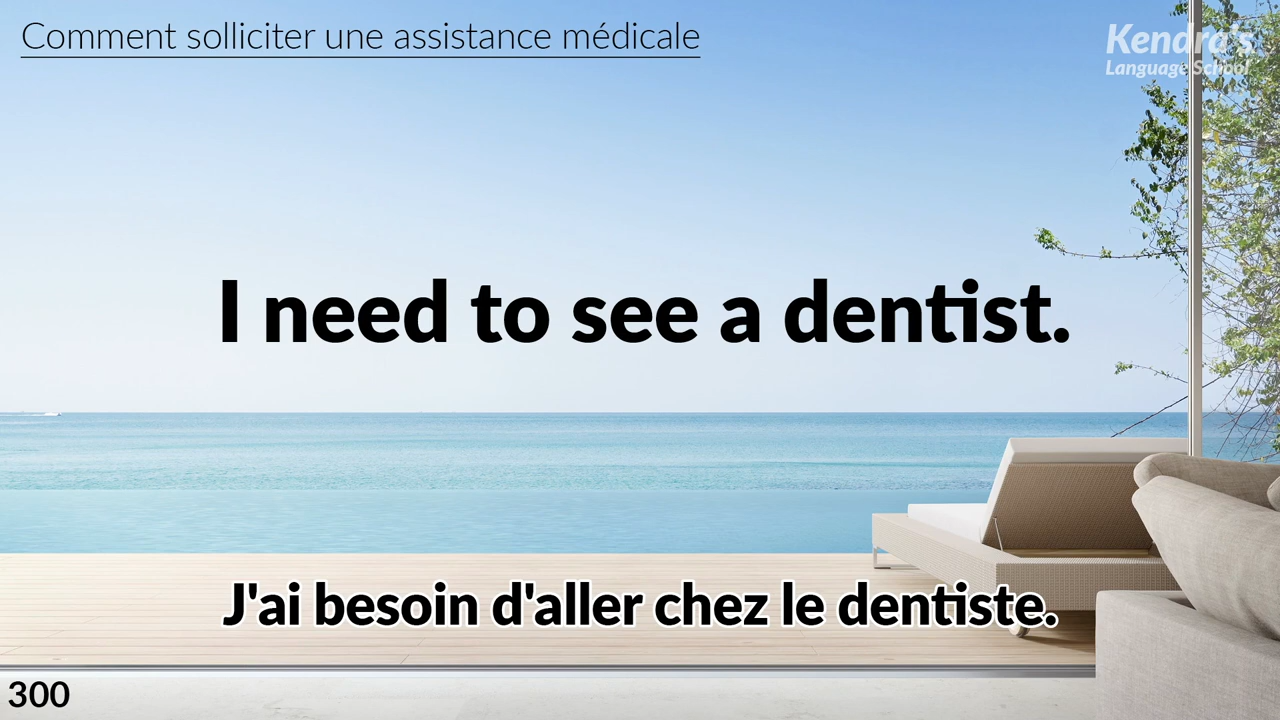 Comment solliciter une assistance médicale
Kendra's
Language School
I need to see a dentist.
J'ai besoin d'aller chez le dentiste.
300